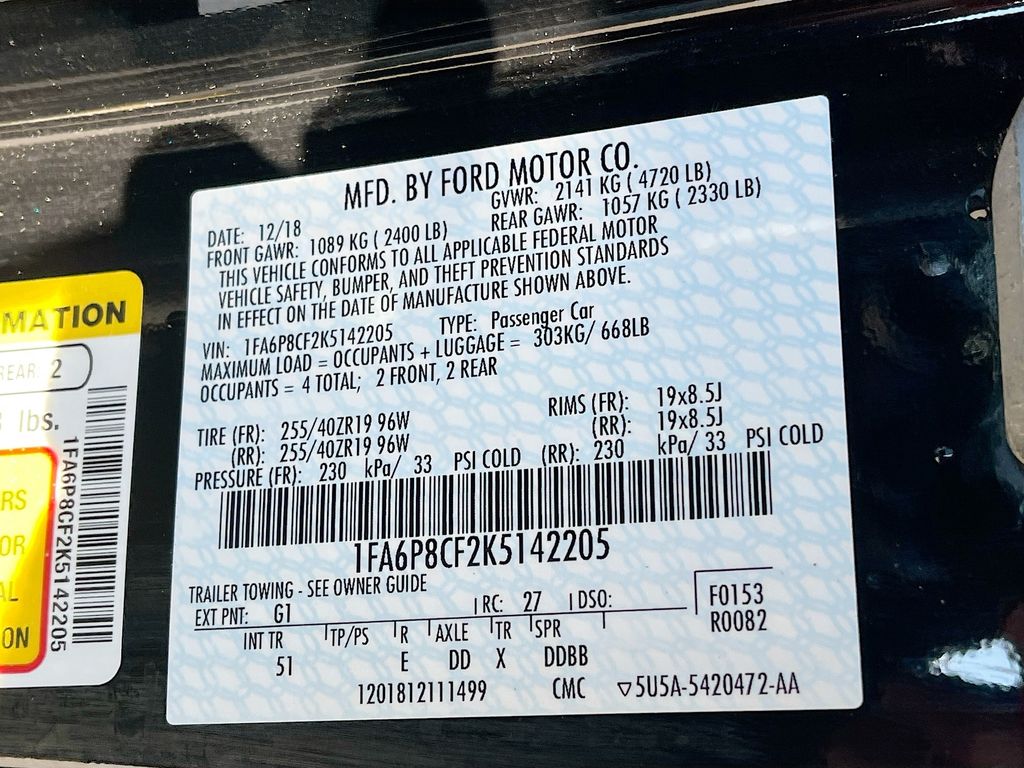 MFD. BY FORD MOTOR CO.
DATE: 12/18 GVWR: 2141 KG ( 4720 LB)
FRONT GAWR: 1089 KG ( 2400 LB) REAR GAWR: 1057 KG ( 2330 LB)
THIS VEHICLE CONFORMS TO ALL APPLICABLE FEDERAL MOTOR
VEHICLE SAFETY, BUMPER, AND THEFT PREVENTION STANDARDS
IN EFFECT ON THE DATE OF MANUFACTURE SHOWN ABOVE.
VIN: 1FA6P8CF2K5142205 TYPE: Passenger Car
MAXIMUM LOAD = OCCUPANTS + LUGGAGE = 303KG/ 668LB
OCCUPANTS = 4 TOTAL; 2 FRONT, 2 REAR
TIRE (FR): 255/40ZR19 96W RIMS (FR): 19x8.5J
(RR): 255/40ZR19 96W (RR): 19x8.5J
PRESSURE (FR): 230 kPa/ 33 PSI COLD (RR): 230 kPa/ 33 PSI COLD
1FA6P8CF2K5142205
TRAILER TOWING - SEE OWNER GUIDE
EXT PNT: G1 RC: 27 DSO: F0153
R0082
INT TR TP/PS R AXLE TR SPR
51 E DD X DDBB
1201812111499 CMC ▽5U5A-5420472-AA
MATION
REAR 2
lbs.
1FA6P8CF2K5142205
RS
OR
AL
ON